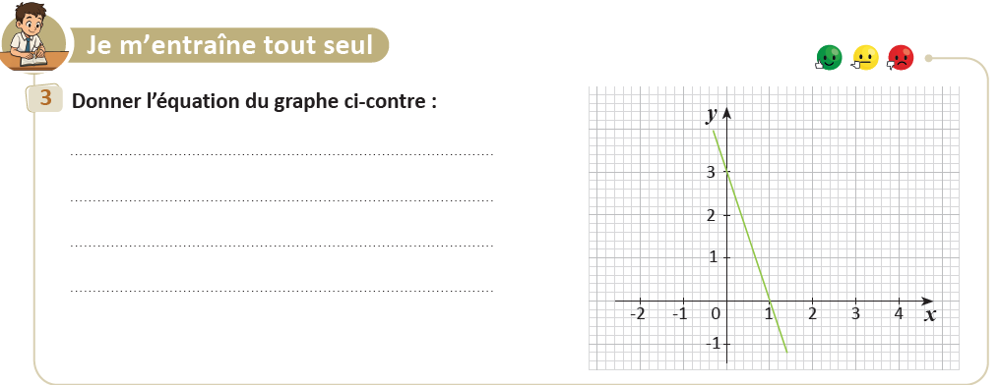 Je m’entraîne tout seul
3 Donner l’équation du graphe ci-contre :
y
3
2
1
-2 -1 0 1 2 3 4 x
-1